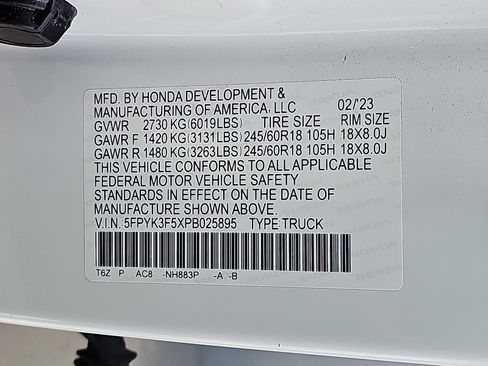 MFD. BY HONDA DEVELOPMENT &
MANUFACTURING OF AMERICA, LLC 02/'23
GVWR 2730 KG(6019LBS) TIRE SIZE RIM SIZE
GAWR F 1420 KG(3131LBS) 245/60R18 105H 18X8.0J
GAWR R 1480 KG(3263LBS) 245/60R18 105H 18X8.0J
THIS VEHICLE CONFORMS TO ALL APPLICABLE
FEDERAL MOTOR VEHICLE SAFETY
STANDARDS IN EFFECT ON THE DATE OF
MANUFACTURE SHOWN ABOVE.
V.I.N.:5FPYK3F5XPB025895 TYPE:TRUCK
T6Z P AC8 -NH883P -A -B